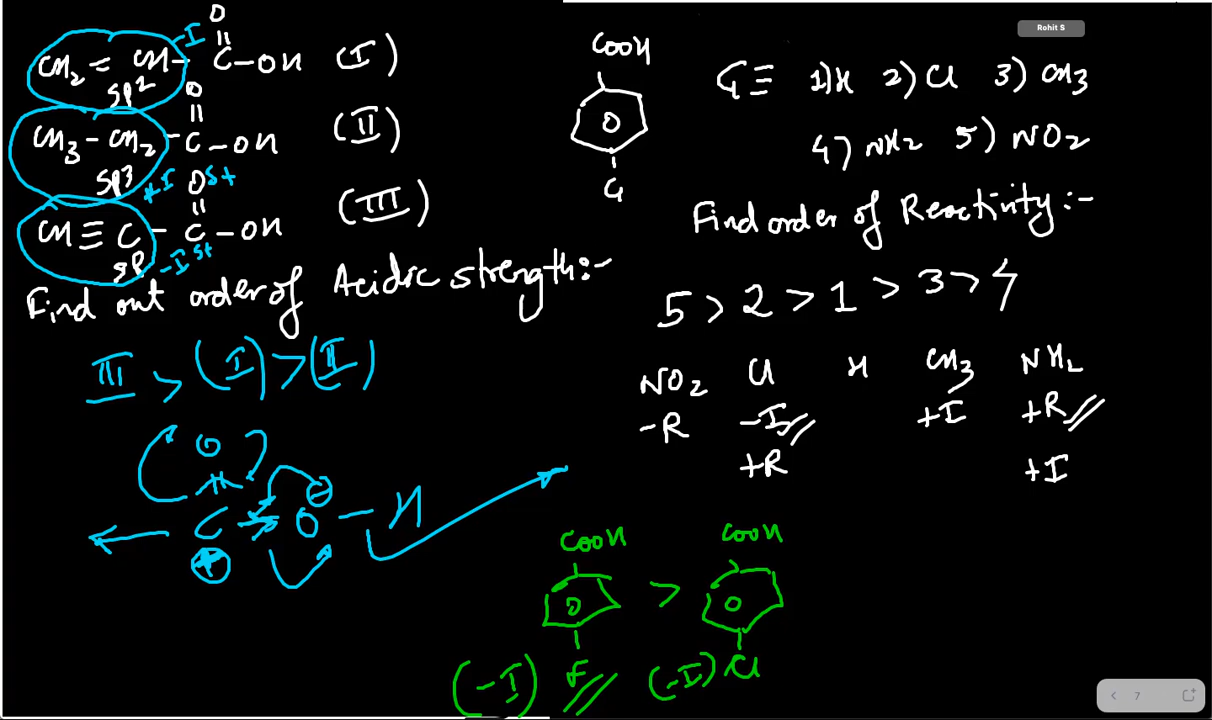 O
||
CH2 = CH - C - OH (I)
-I
sp2
O
||
CH3 - CH2 - C - OH (II)
sp3 +I
O δ+
||
CH ≡ C - C - OH (III)
sp -I δ+
Find out order of Acidic strength:-
III > (I) > (II)
O
||
C O - H
+ -
Rohit S
COOH
G
G ≡ 1) H 2) Cl 3) CH3
4) NH2 5) NO2
Find order of Reactivity:-
5 > 2 > 1 > 3 > 4
NO2 Cl H CH3 NH2
-R -I +I +R
+R +I
COOH > COOH
(-I) F (-I) Cl
7